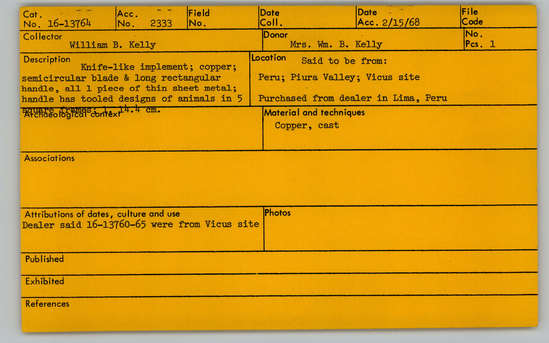 Cat. Acc. Field Date Date File
No. 16-13764 No. 2333 No. Coll. Acc. 2/15/68 Code
Collector Donor No.
William B. Kelly Mrs. Wm. B. Kelly Pcs. 1
Description Location Said to be from:
Knife-like implement; copper;
semicircular blade & long rectangular Peru; Piura Valley; Vicus site
handle, all 1 piece of thin sheet metal;
handle has tooled designs of animals in 5 Purchased from dealer in Lima, Peru
square frames; l. 14.4 cm.
Archaeological context Material and techniques
Copper, cast
Associations
Attributions of dates, culture and use Photos
Dealer said 16-13760-65 were from Vicus site
Published
Exhibited
References